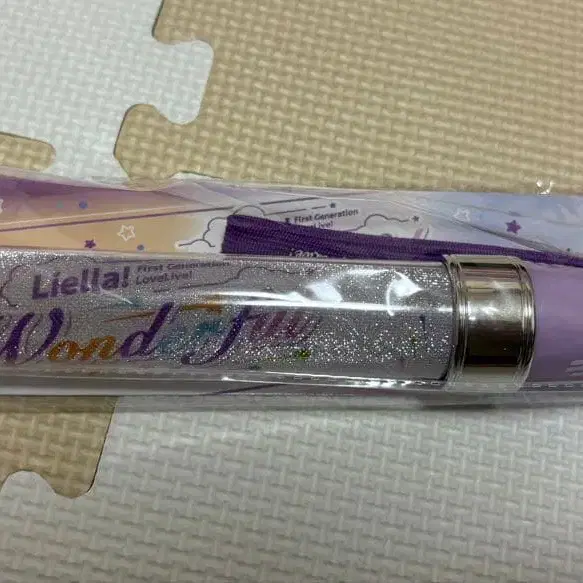 First Generation
LoveLive!
Liella! First Generation
LoveLive!
Wonderful